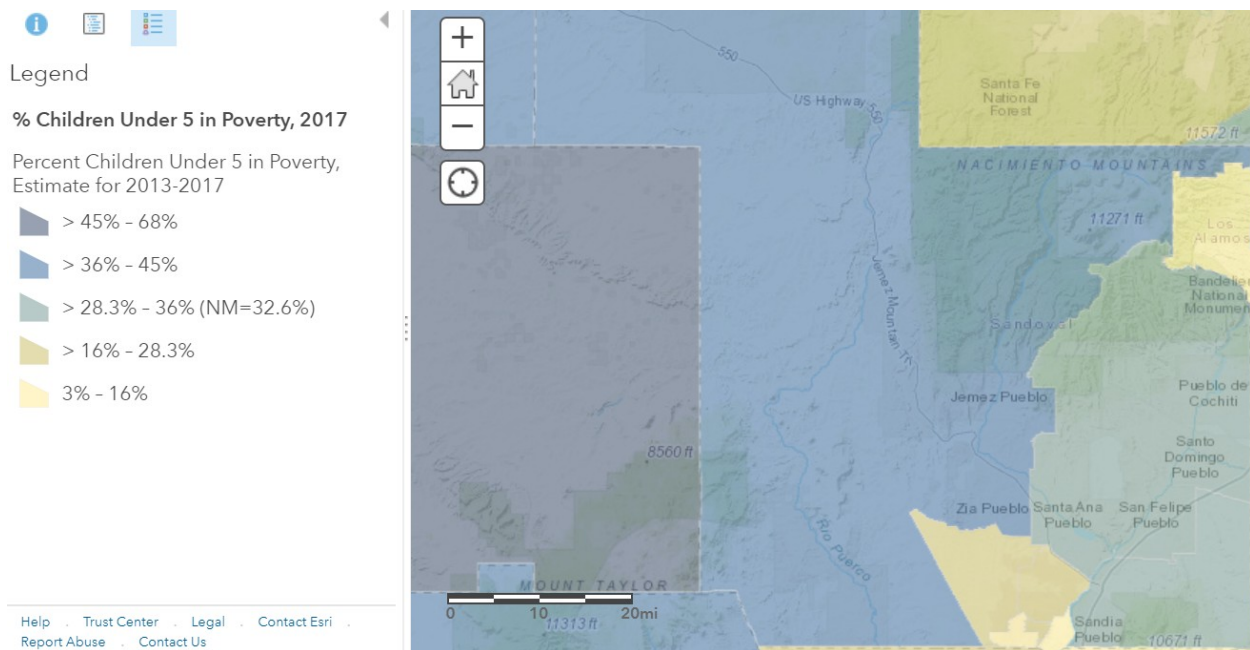 Legend
% Children Under 5 in Poverty, 2017
Percent Children Under 5 in Poverty,
Estimate for 2013-2017
> 45% – 68%
> 36% – 45%
> 28.3% – 36% (NM=32.6%)
> 16% – 28.3%
3% – 16%
Help . Trust Center . Legal . Contact Esri .
Report Abuse . Contact Us
+
−
550
US Highway 550
Santa Fe
National
Forest
11572 ft
NACIMIENTO MOUNTAINS
11271 ft
Los
Alamos
Bandelier
National
Monument
Jemez Mountain Trl
Sandoval
Jemez Pueblo
Pueblo de
Cochiti
8560 ft
Santo
Domingo
Pueblo
Zia Pueblo
Santa Ana
Pueblo
San Felipe
Pueblo
Rio Puerco
MOUNT TAYLOR
0 10 20mi
11313 ft
Sandia
Pueblo
10671 ft